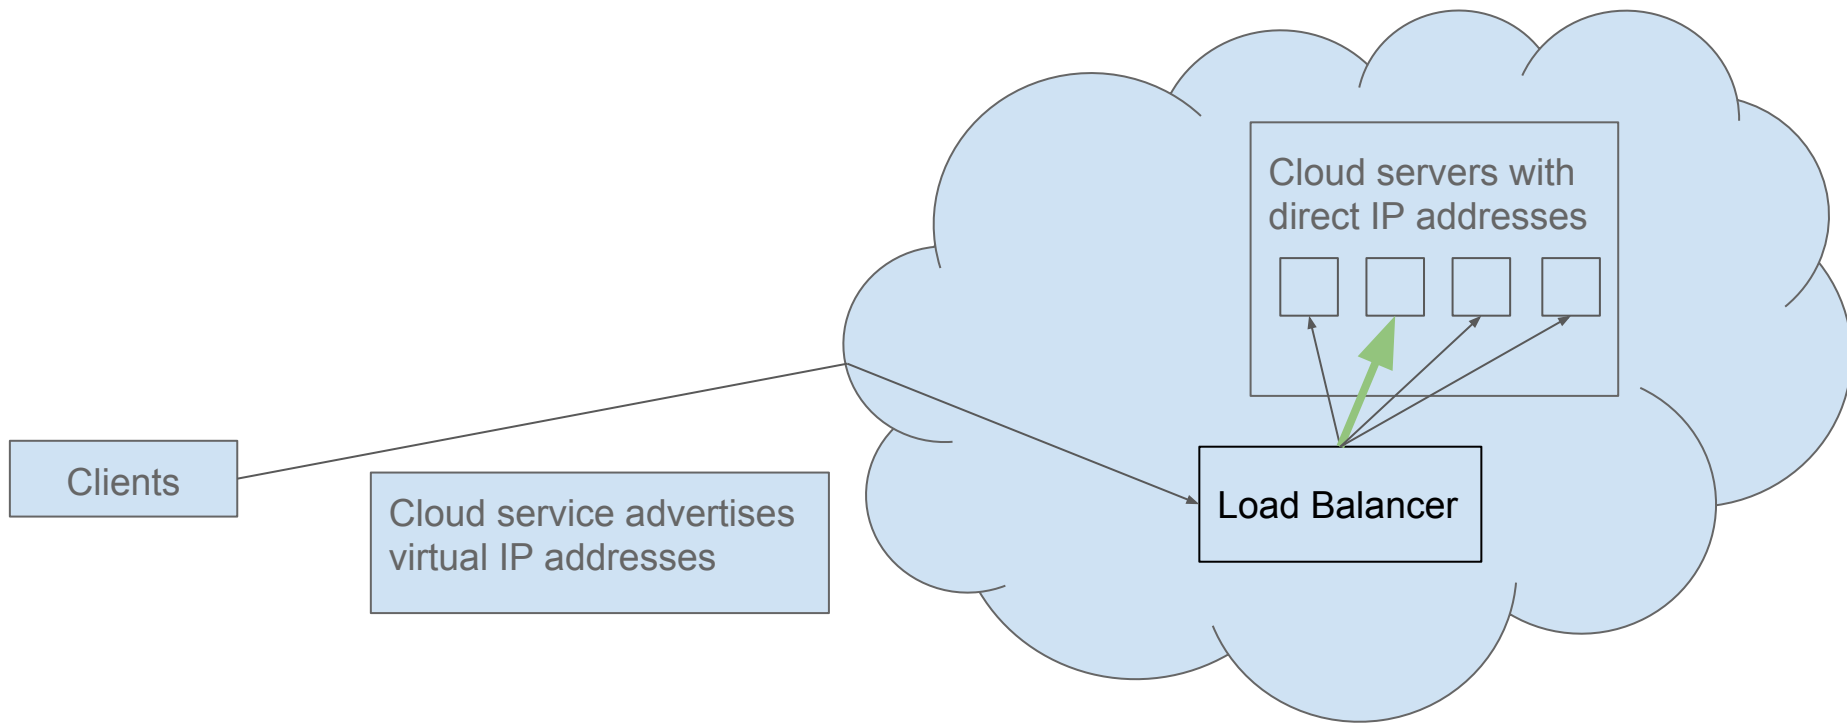 Cloud servers with
direct IP addresses
Clients
Cloud service advertises
virtual IP addresses
Load Balancer